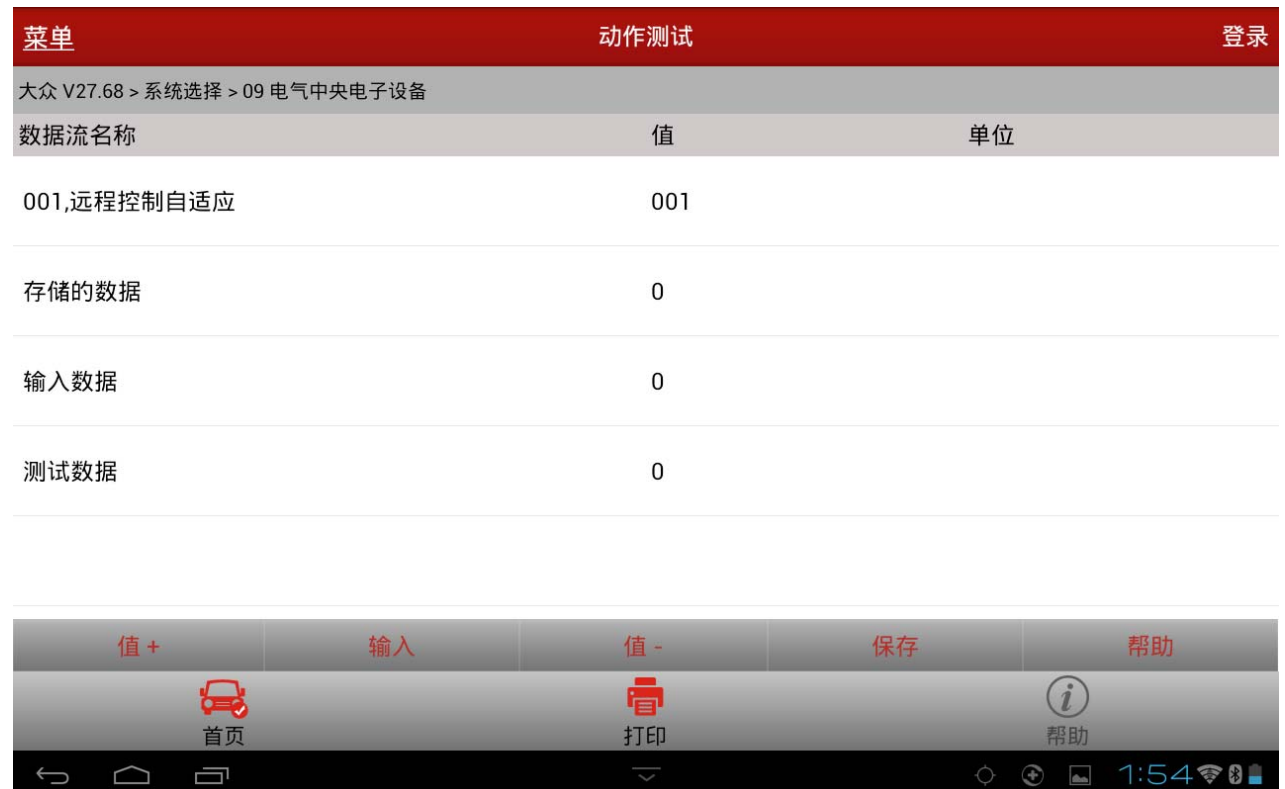 菜单 动作测试 登录
大众 V27.68 > 系统选择 > 09 电气中央电子设备
数据流名称 值 单位
001,远程控制自适应 001
存储的数据 0
输入数据 0
测试数据 0
值 + 输入 值 - 保存 帮助
首页 打印 帮助
1:54